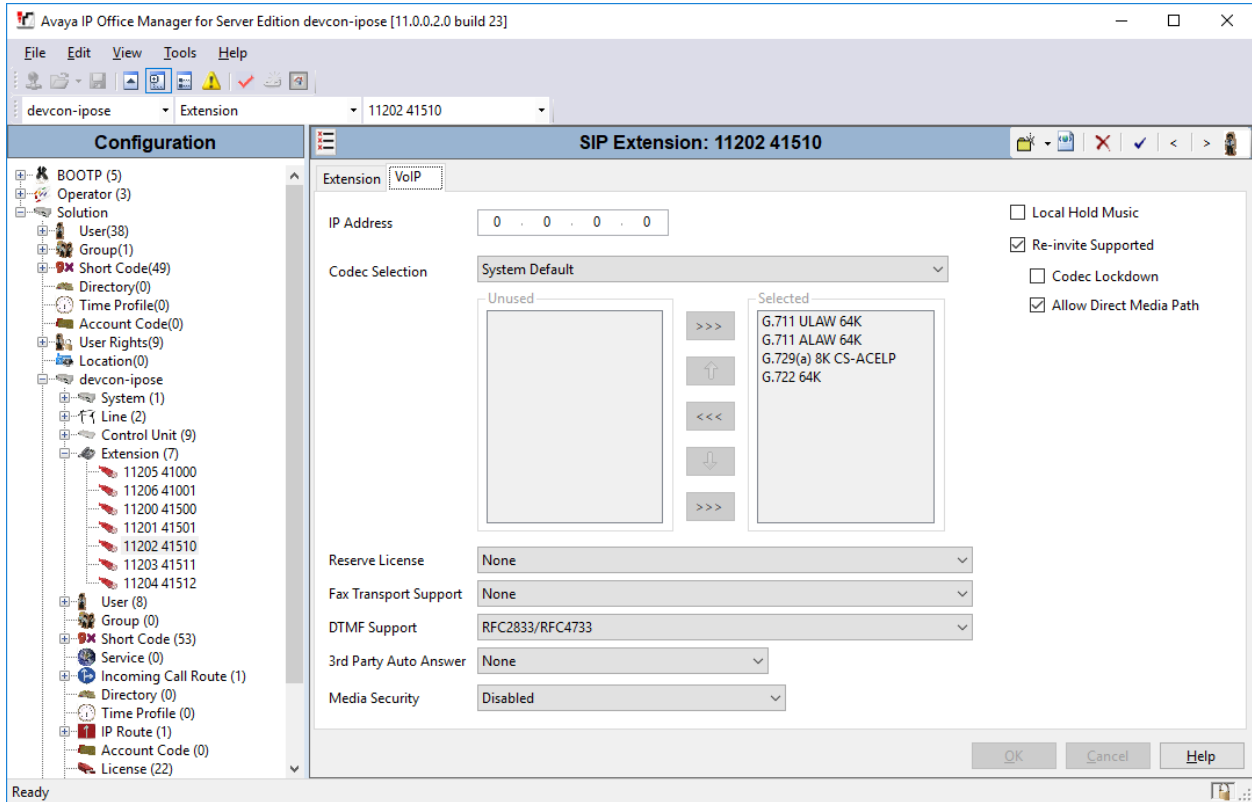 Avaya IP Office Manager for Server Edition devcon-ipose [11.0.0.2.0 build 23]
File Edit View Tools Help
devcon-ipose Extension 11202 41510
Configuration
BOOTP (5)
Operator (3)
Solution
User(38)
Group(1)
Short Code(49)
Directory(0)
Time Profile(0)
Account Code(0)
User Rights(9)
Location(0)
devcon-ipose
System (1)
Line (2)
Control Unit (9)
Extension (7)
11205 41000
11206 41001
11200 41500
11201 41501
11202 41510
11203 41511
11204 41512
User (8)
Group (0)
Short Code (53)
Service (0)
Incoming Call Route (1)
Directory (0)
Time Profile (0)
IP Route (1)
Account Code (0)
License (22)
SIP Extension: 11202 41510
Extension VoIP
IP Address 0 . 0 . 0 . 0
Codec Selection System Default
Unused
>>>
<<<
>>>
Selected
G.711 ULAW 64K
G.711 ALAW 64K
G.729(a) 8K CS-ACELP
G.722 64K
Reserve License None
Fax Transport Support None
DTMF Support RFC2833/RFC4733
3rd Party Auto Answer None
Media Security Disabled
Local Hold Music
Re-invite Supported
Codec Lockdown
Allow Direct Media Path
OK Cancel Help
Ready